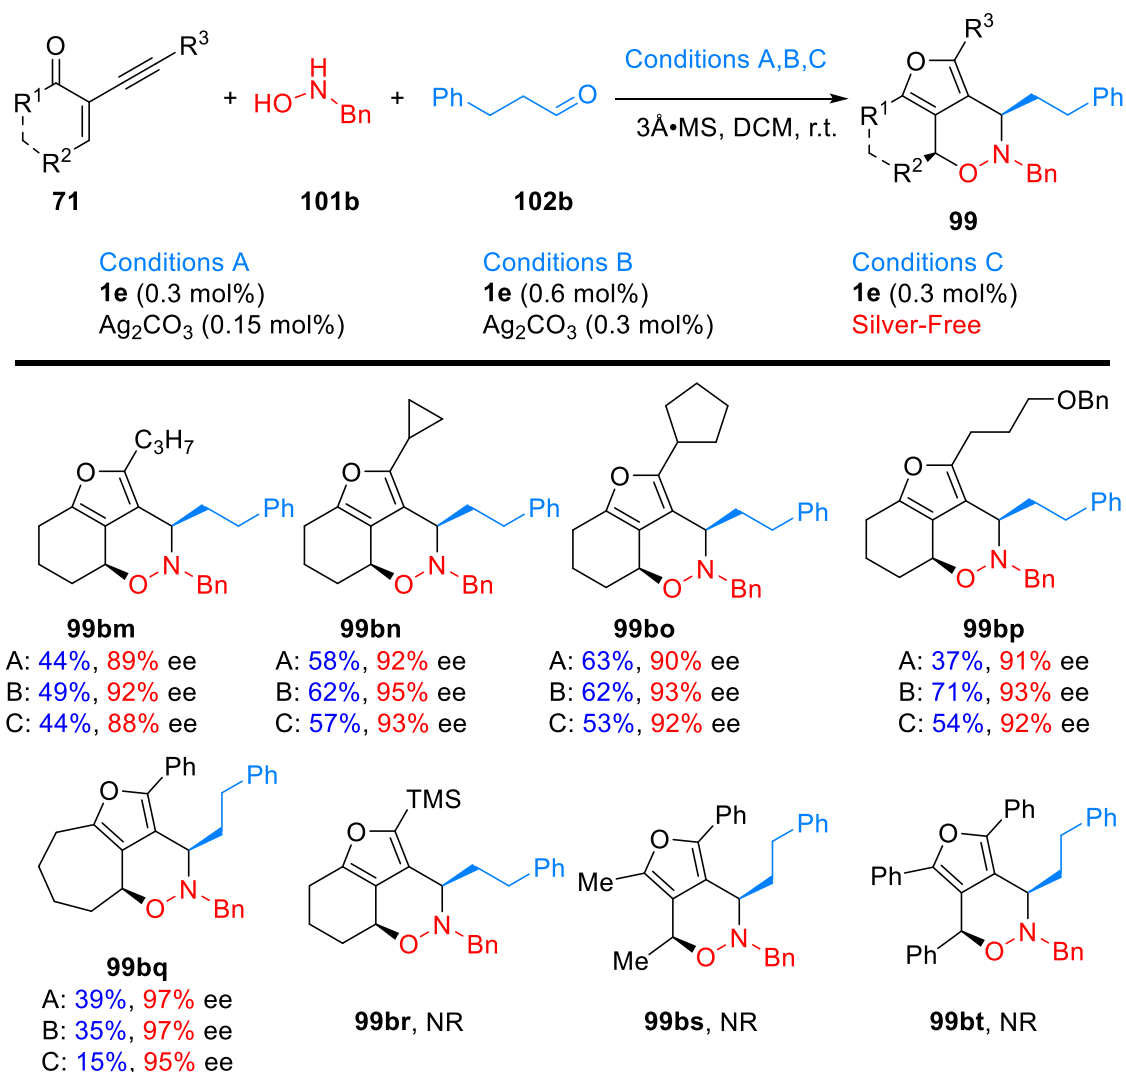 O
R³
R¹
R²
71
+
H
N
HO
Bn
101b
+
Ph
O
102b
Conditions A,B,C
3Å•MS, DCM, r.t.
R³
O
Ph
R¹
R²
O
N
Bn
99
Conditions A
1e (0.3 mol%)
Ag₂CO₃ (0.15 mol%)
Conditions B
1e (0.6 mol%)
Ag₂CO₃ (0.3 mol%)
Conditions C
1e (0.3 mol%)
Silver-Free
C₃H₇
O
Ph
N
O
Bn
99bm
A: 44%, 89% ee
B: 49%, 92% ee
C: 44%, 88% ee
O
Ph
N
O
Bn
99bn
A: 58%, 92% ee
B: 62%, 95% ee
C: 57%, 93% ee
O
Ph
N
O
Bn
99bo
A: 63%, 90% ee
B: 62%, 93% ee
C: 53%, 92% ee
OBn
O
Ph
N
O
Bn
99bp
A: 37%, 91% ee
B: 71%, 93% ee
C: 54%, 92% ee
Ph
Ph
O
N
O
Bn
99bq
A: 39%, 97% ee
B: 35%, 97% ee
C: 15%, 95% ee
TMS
O
Ph
N
O
Bn
99br, NR
Ph
Ph
O
Me
N
Me
O
Bn
99bs, NR
Ph
Ph
O
Ph
N
Ph
O
Bn
99bt, NR